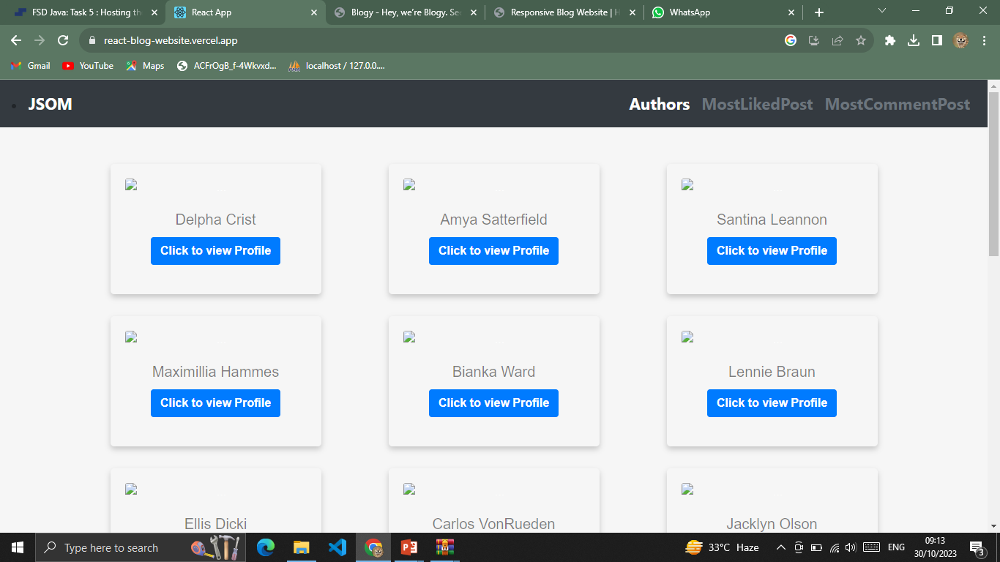 FSD Java: Task 5 : Hosting th
React App
Blogy - Hey, we're Blogy. Se
Responsive Blog Website | H
WhatsApp
react-blog-website.vercel.app
Gmail
YouTube
Maps
ACFrOgB_f-4Wkvxd...
localhost / 127.0.0....
JSOM
Authors
MostLikedPost
MostCommentPost
Delpha Crist
Click to view Profile
Amya Satterfield
Click to view Profile
Santina Leannon
Click to view Profile
Maximillia Hammes
Click to view Profile
Bianka Ward
Click to view Profile
Lennie Braun
Click to view Profile
Ellis Dicki
Carlos VonRueden
Jacklyn Olson
Type here to search
33°C Haze
ENG
09:13
30/10/2023
3